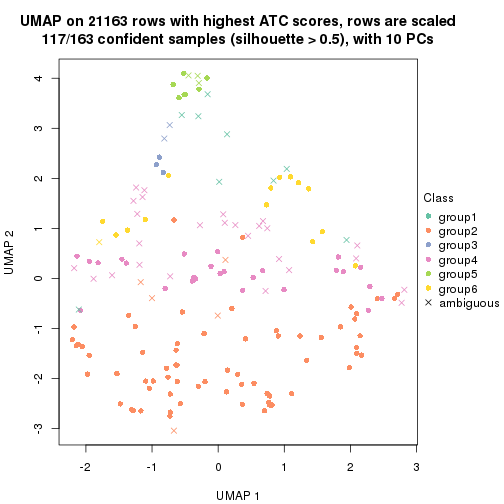 UMAP on 21163 rows with highest ATC scores, rows are scaled
117/163 confident samples (silhouette > 0.5), with 10 PCs
4
3
2
1
0
-1
-2
-3
UMAP 2
-2
-1
0
1
2
3
UMAP 1
Class
group1
group2
group3
group4
group5
group6
ambiguous